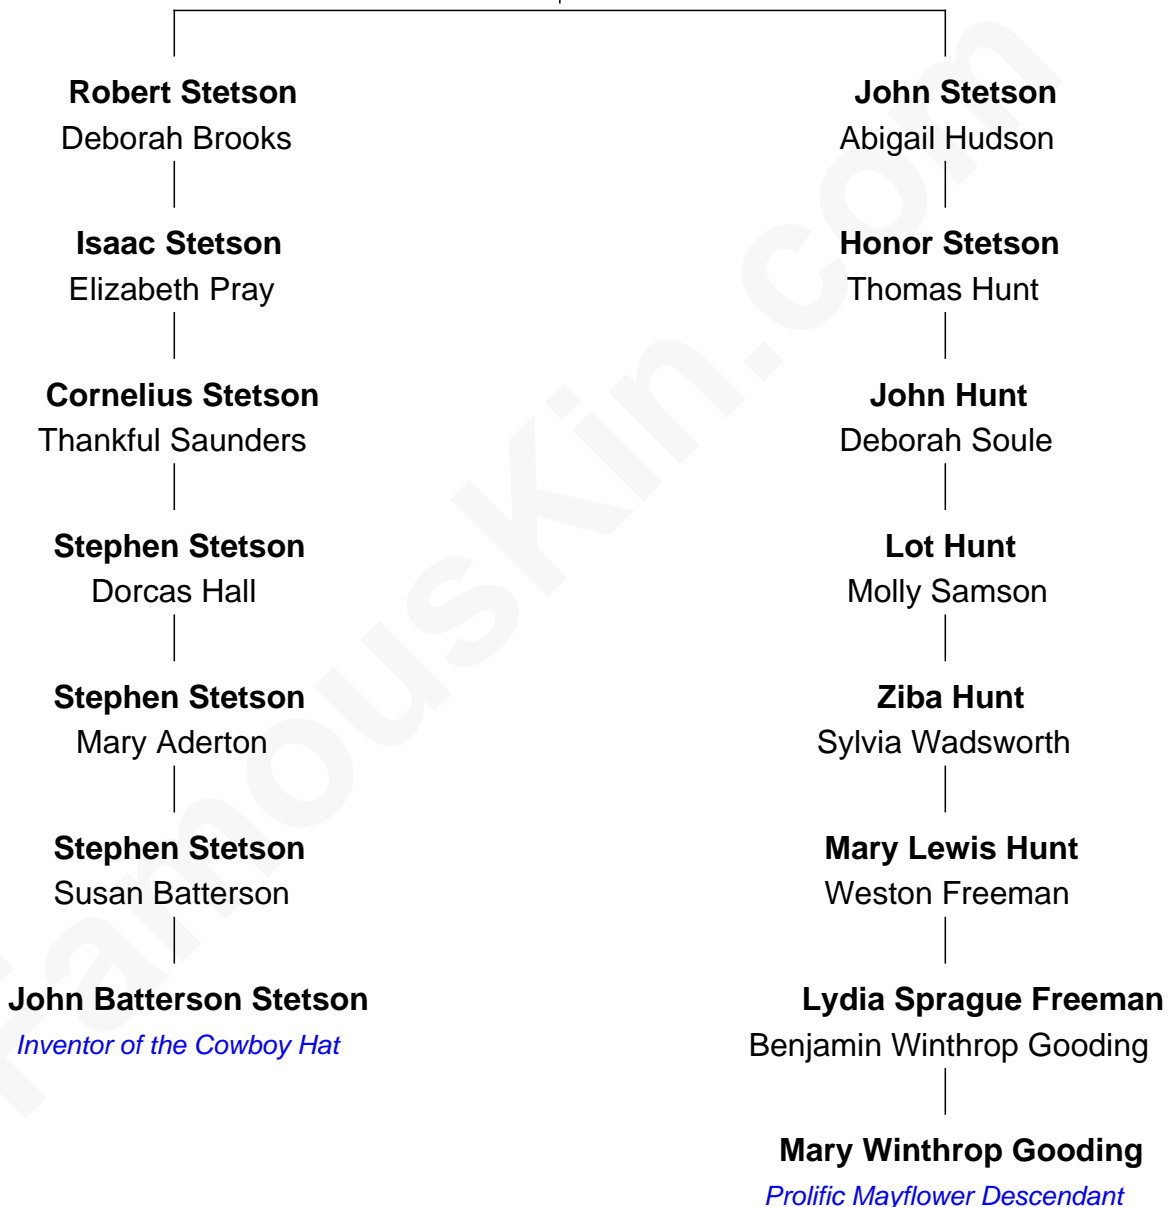 Robert Stetson
Deborah Brooks
Isaac Stetson
Elizabeth Pray
Cornelius Stetson
Thankful Saunders
Stephen Stetson
Dorcas Hall
Stephen Stetson
Mary Aderton
Stephen Stetson
Susan Batterson
John Batterson Stetson
Inventor of the Cowboy Hat
John Stetson
Abigail Hudson
Honor Stetson
Thomas Hunt
John Hunt
Deborah Soule
Lot Hunt
Molly Samson
Ziba Hunt
Sylvia Wadsworth
Mary Lewis Hunt
Weston Freeman
Lydia Sprague Freeman
Benjamin Winthrop Gooding
Mary Winthrop Gooding
Prolific Mayflower Descendant
FamousKin.com